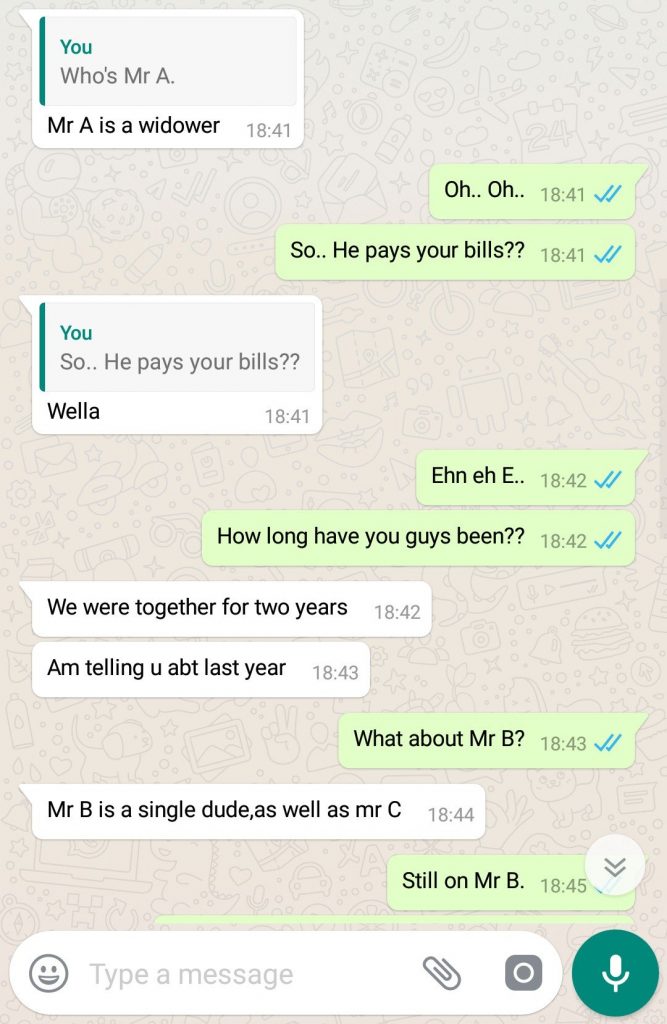 You
Who's Mr A.
Mr A is a widower 18:41
Oh.. Oh.. 18:41
So.. He pays your bills?? 18:41
You
So.. He pays your bills??
Wella 18:41
Ehn eh E.. 18:42
How long have you guys been?? 18:42
We were together for two years 18:42
Am telling u abt last year 18:43
What about Mr B? 18:43
Mr B is a single dude,as well as mr C 18:44
Still on Mr B. 18:45
Type a message